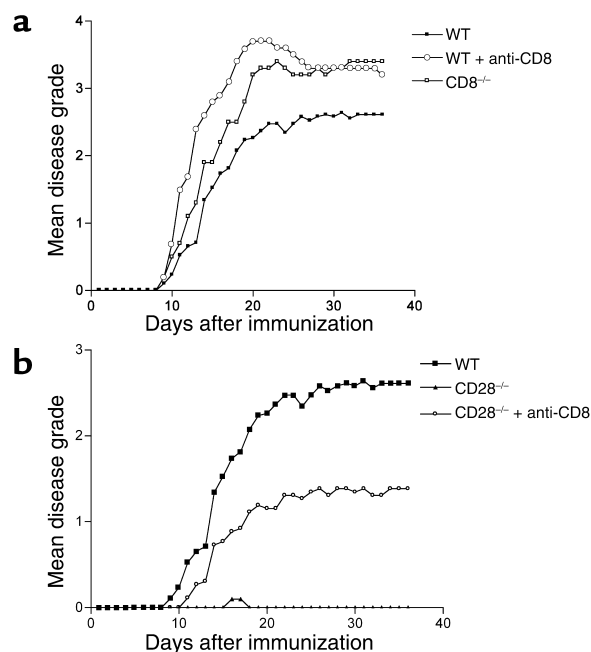 a
4
3
2
1
0
0
10
20
30
40
Mean disease grade
Days after immunization
WT
WT + anti-CD8
CD8–/–
b
3
2
1
0
0
10
20
30
40
Mean disease grade
Days after immunization
WT
CD28–/–
CD28–/– + anti-CD8